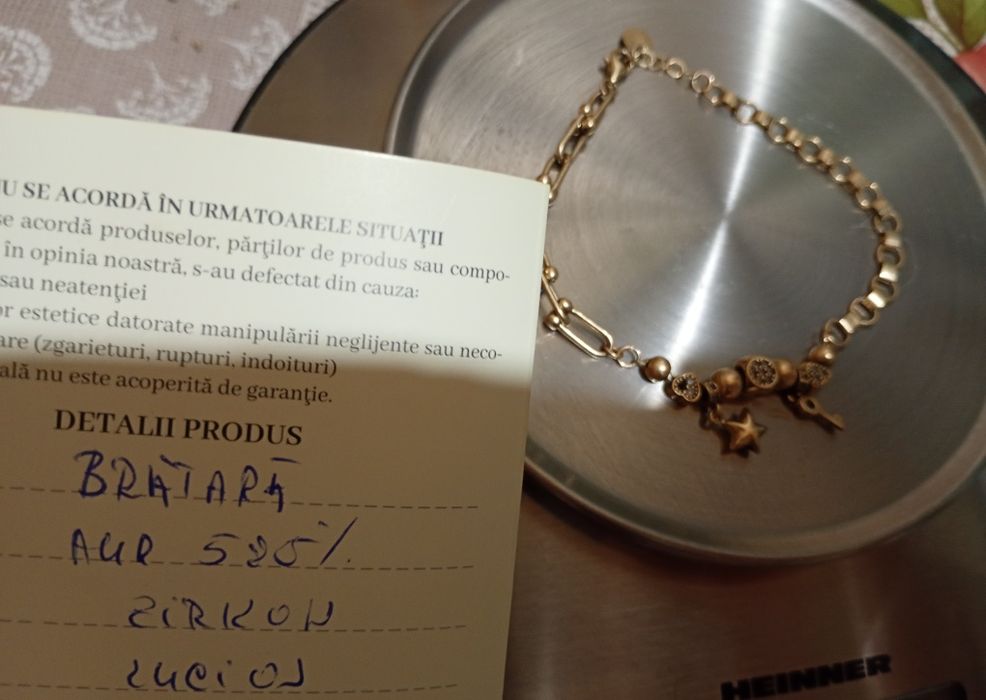 U SE ACORDĂ ÎN URMATOARELE SITUAŢII
se acordă produselor, părţilor de produs sau compo-
în opinia noastră, s-au defectat din cauza:
sau neatenţiei
or estetice datorate manipulării neglijente sau neco-
are (zgarieturi, rupturi, indoituri)
ală nu este acoperită de garanţie.
DETALII PRODUS
BRĂŢARĂ
AUR 585%
ZIRKON
LUCIOS
HEINNER